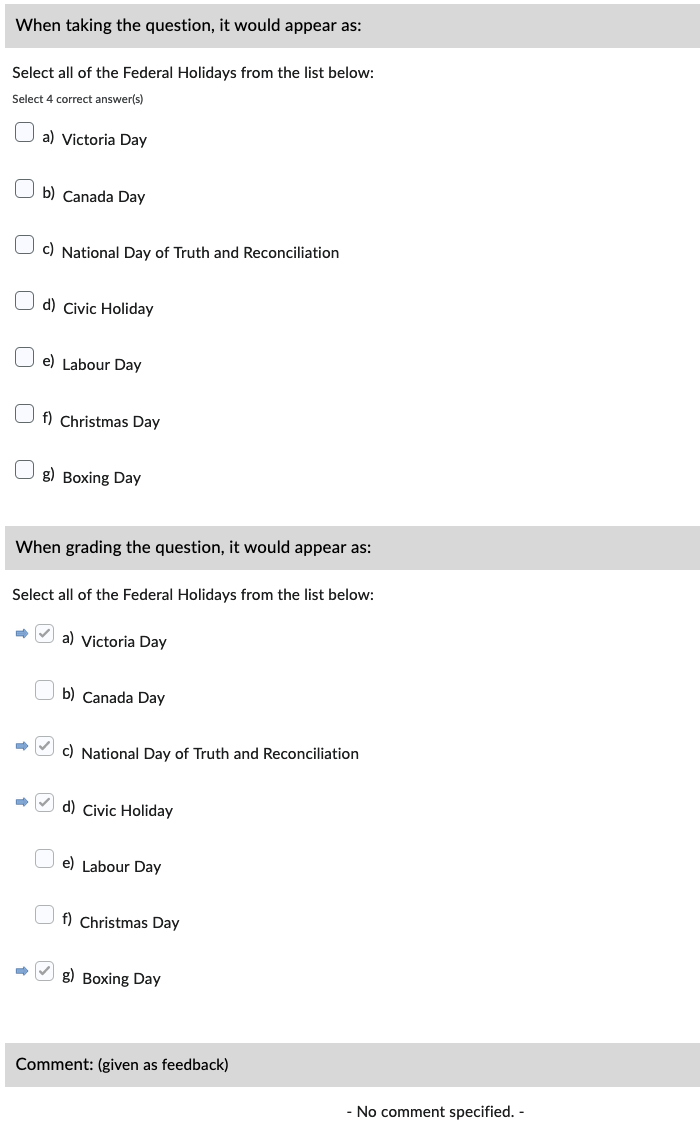 When taking the question, it would appear as:
Select all of the Federal Holidays from the list below:
Select 4 correct answer(s)
a) Victoria Day
b) Canada Day
c) National Day of Truth and Reconciliation
d) Civic Holiday
e) Labour Day
f) Christmas Day
g) Boxing Day
When grading the question, it would appear as:
Select all of the Federal Holidays from the list below:
a) Victoria Day
b) Canada Day
c) National Day of Truth and Reconciliation
d) Civic Holiday
e) Labour Day
f) Christmas Day
g) Boxing Day
Comment: (given as feedback)
- No comment specified. -